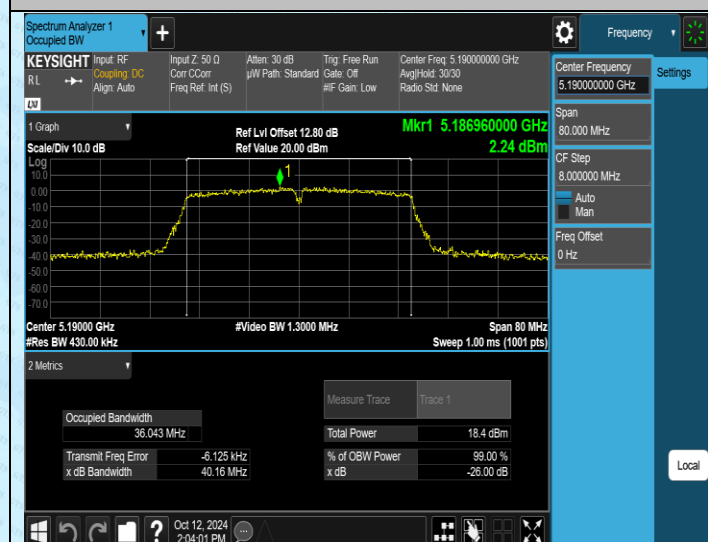 Spectrum Analyzer 1
Occupied BW
Frequency
KEYSIGHT
R L
LXI
Input: RF
Coupling: DC
Align: Auto
Input Z: 50 Ω
Corr CCorr
Freq Ref: Int (S)
Atten: 30 dB
µW Path: Standard
Trig: Free Run
Gate: Off
#IF Gain: Low
Center Freq: 5.190000000 GHz
Avg|Hold: 30/30
Radio Std: None
Center Frequency
5.190000000 GHz
Settings
Span
80.000 MHz
CF Step
8.000000 MHz
Auto
Man
Freq Offset
0 Hz
Local
1 Graph
Scale/Div 10.0 dB
Ref Lvl Offset 12.80 dB
Ref Value 20.00 dBm
Mkr1 5.186960000 GHz
2.24 dBm
Log
10.0
0.00
-10.0
-20.0
-30.0
-40.0
-50.0
-60.0
-70.0
1
Center 5.19000 GHz
#Res BW 430.00 kHz
#Video BW 1.3000 MHz
Span 80 MHz
Sweep 1.00 ms (1001 pts)
2 Metrics
Measure Trace
Trace 1
Occupied Bandwidth
36.043 MHz
Total Power 18.4 dBm
Transmit Freq Error -6.125 kHz
% of OBW Power 99.00 %
x dB Bandwidth 40.16 MHz
x dB -26.00 dB
Oct 12, 2024
2:04:01 PM